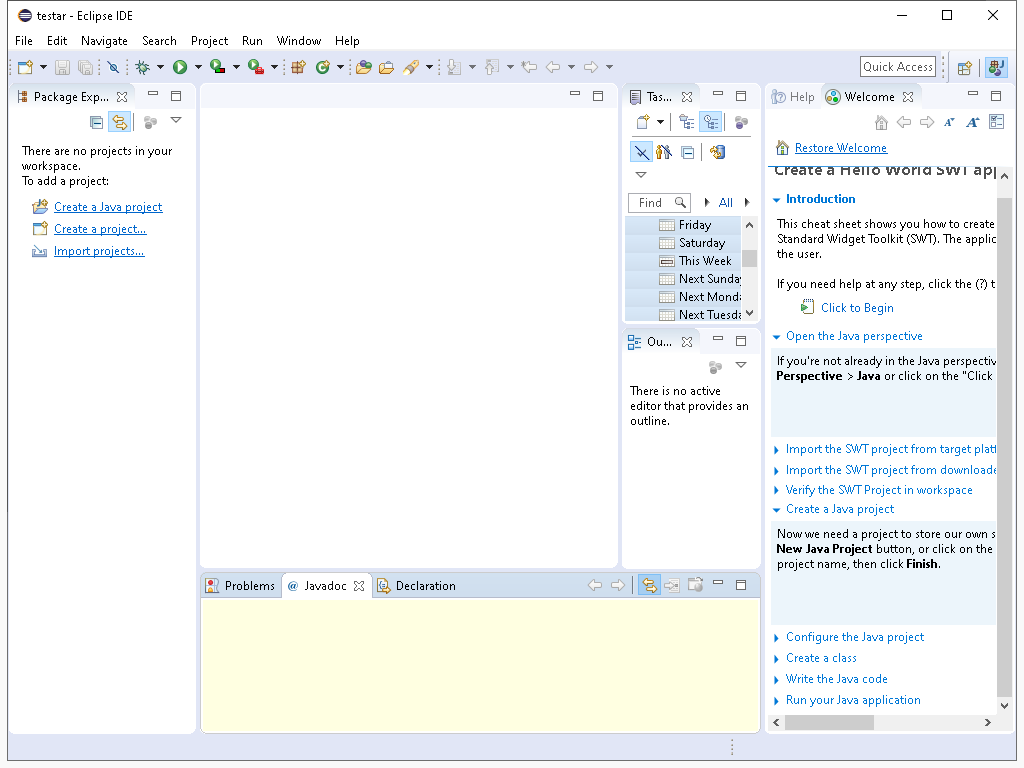 testar - Eclipse IDE
File Edit Navigate Search Project Run Window Help
Quick Access
Package Exp...
There are no projects in your
workspace.
To add a project:
Create a Java project
Create a project...
Import projects...
Tas...
Find
All
Friday
Saturday
This Week
Next Sunda
Next Mond
Next Tuesd
Ou...
There is no active
editor that provides an
outline.
Problems @ Javadoc Declaration
Help Welcome
Restore Welcome
Create a Hello World SWT app
Introduction
This cheat sheet shows you how to create
Standard Widget Toolkit (SWT). The applic
the user.
If you need help at any step, click the (?) t
Click to Begin
Open the Java perspective
If you're not already in the Java perspectiv
Perspective > Java or click on the "Click
Import the SWT project from target platf
Import the SWT project from downloade
Verify the SWT Project in workspace
Create a Java project
Now we need a project to store our own s
New Java Project button, or click on the
project name, then click Finish.
Configure the Java project
Create a class
Write the Java code
Run your Java application